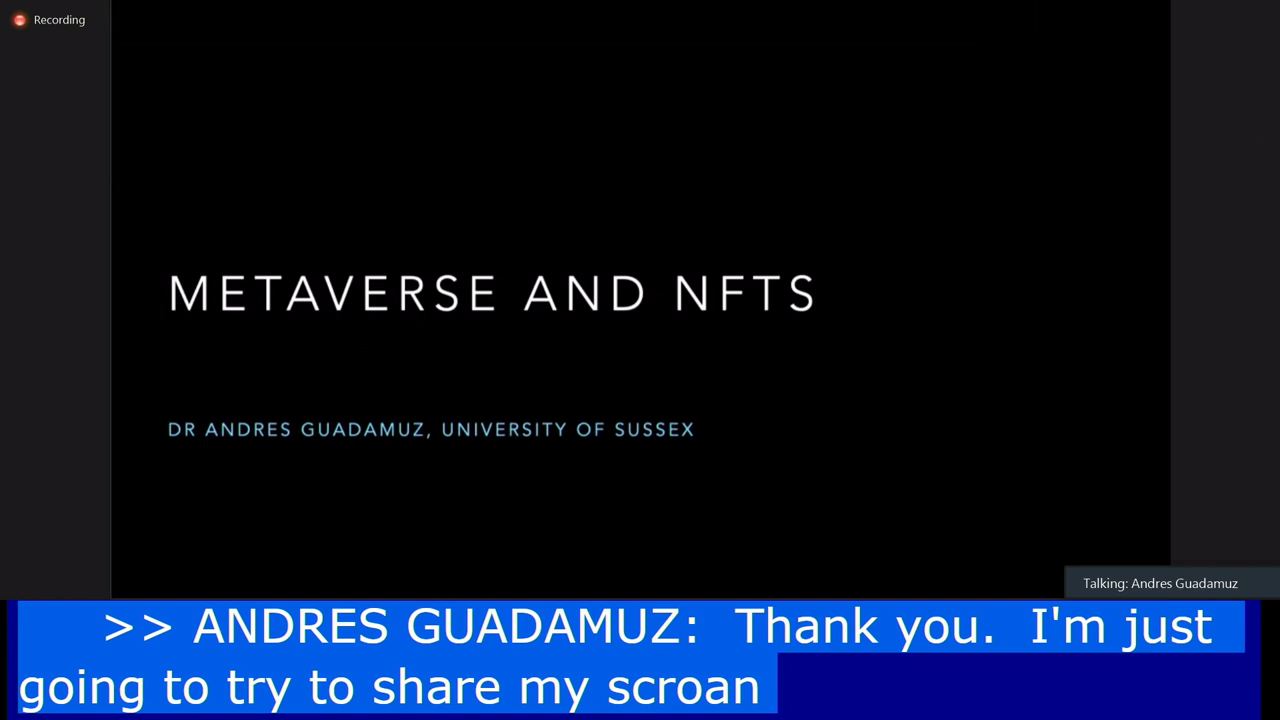 Recording
METAVERSE AND NFTS
DR ANDRES GUADAMUZ, UNIVERSITY OF SUSSEX
Talking: Andres Guadamuz
>> ANDRES GUADAMUZ:  Thank you.  I'm just
going to try to share my scroan